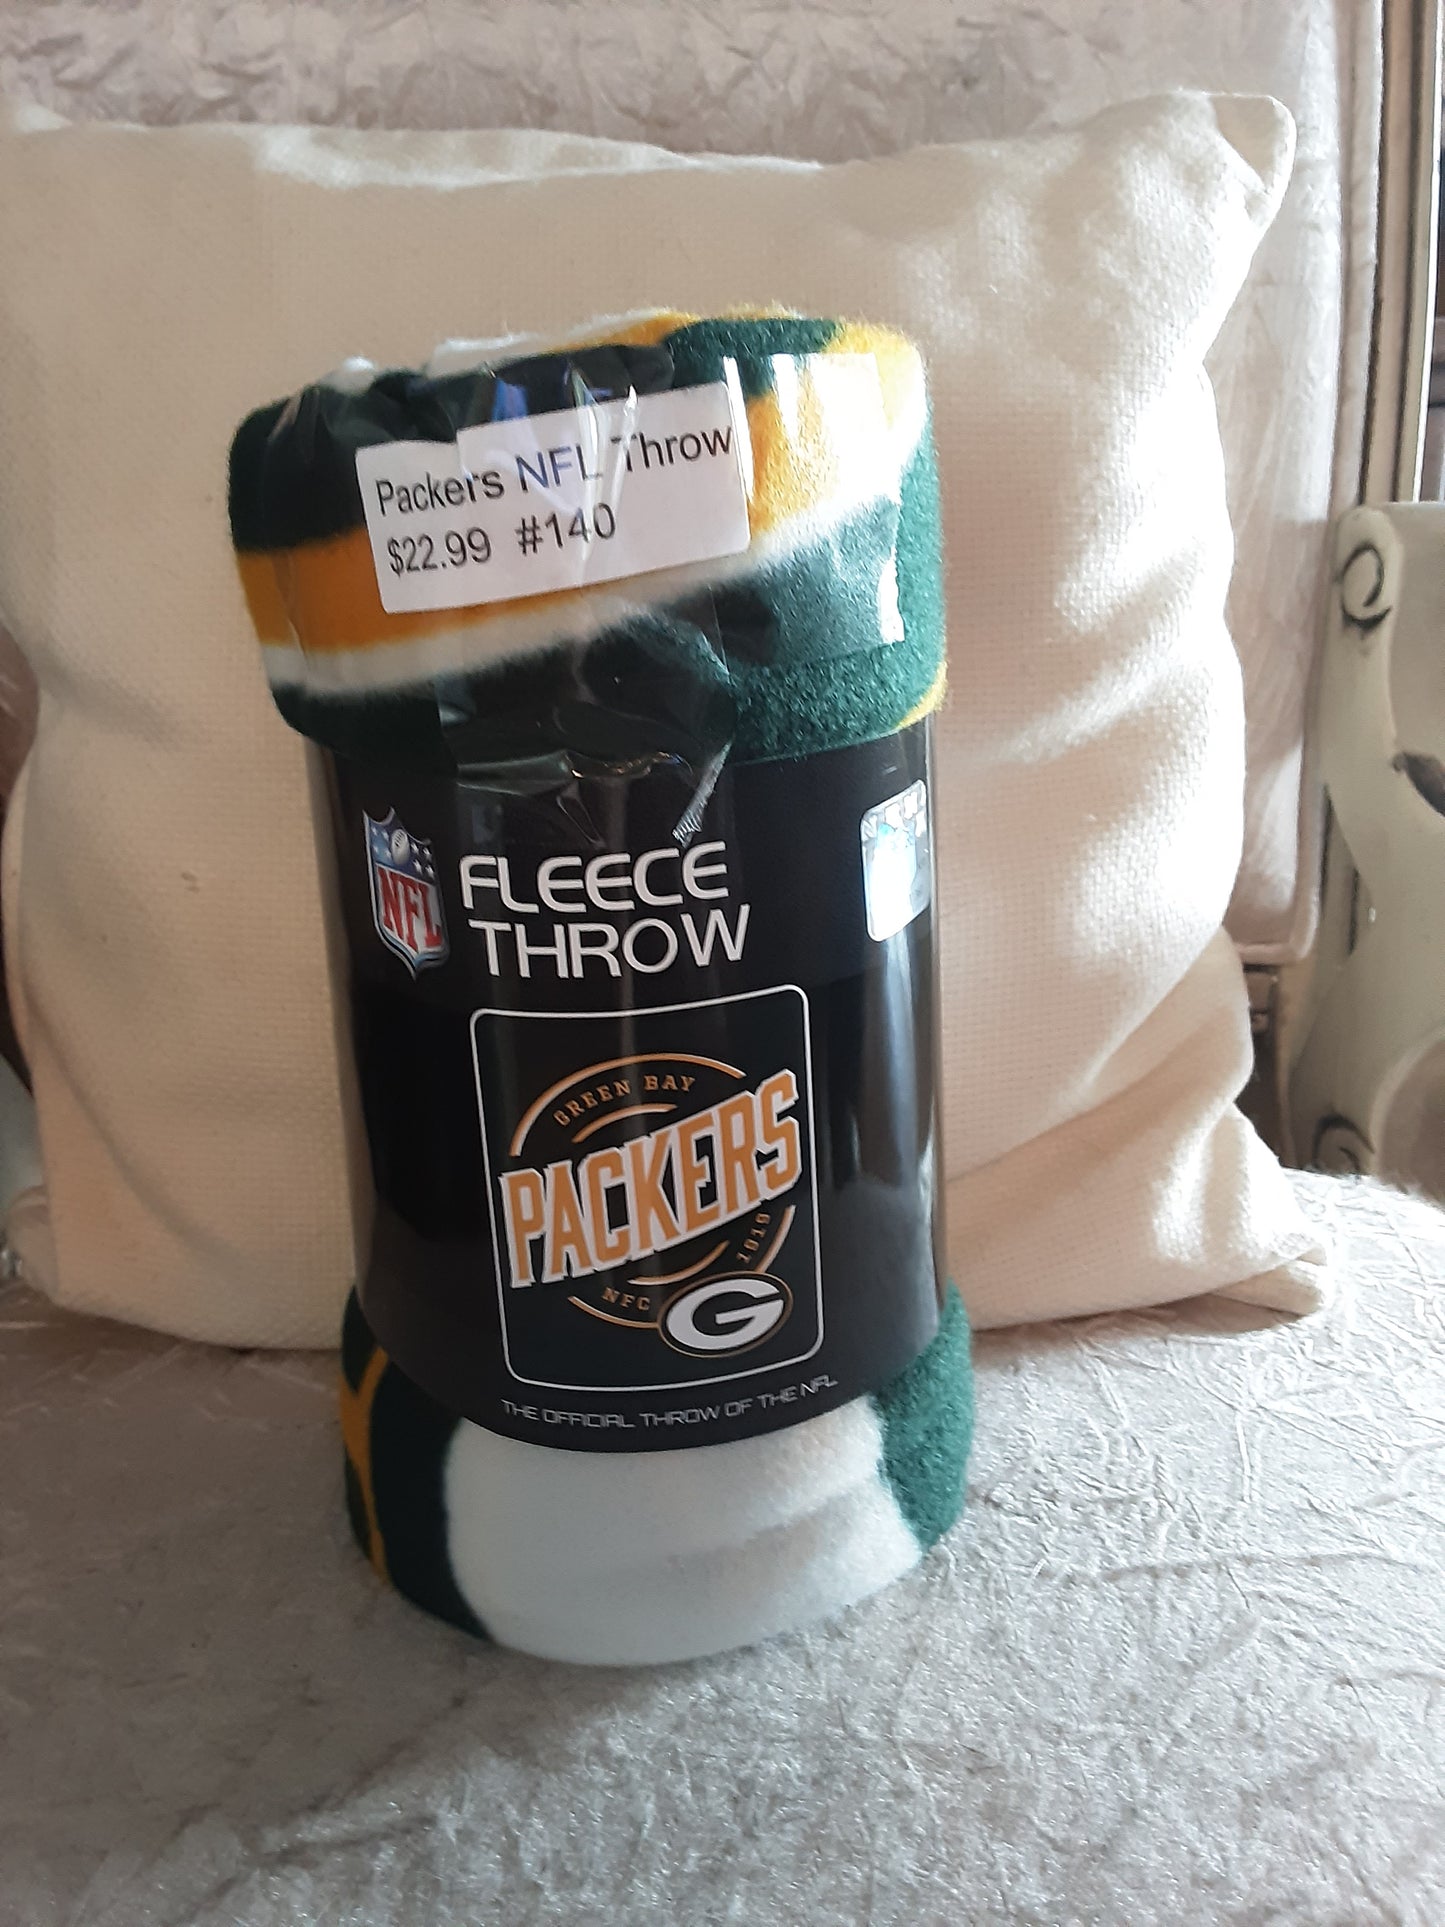 Packers NFL Throw
$22.99 #140
NFL
FLEECE
THROW
GREEN BAY
PACKERS
1919
NFC
G
THE OFFICIAL THROW OF THE NFL